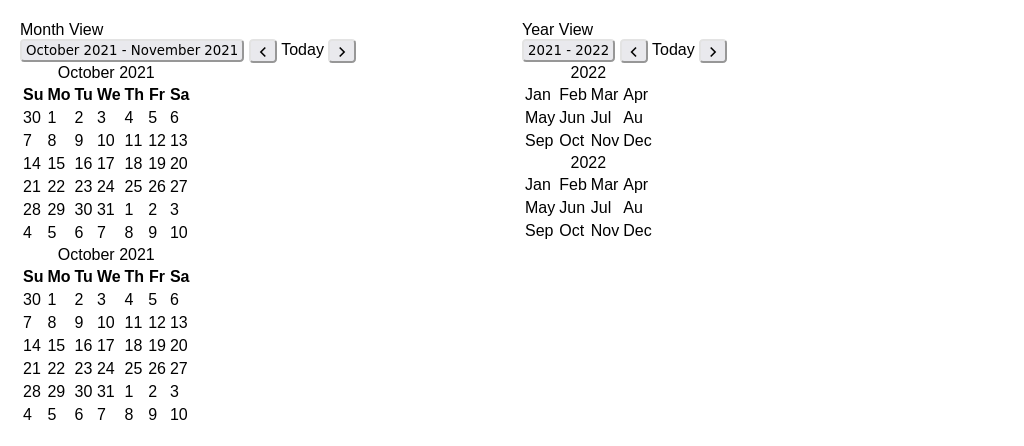 Month View
October 2021 - November 2021 Today
October 2021
Su Mo Tu We Th Fr Sa
30 1 2 3 4 5 6
7 8 9 10 11 12 13
14 15 16 17 18 19 20
21 22 23 24 25 26 27
28 29 30 31 1 2 3
4 5 6 7 8 9 10
October 2021
Su Mo Tu We Th Fr Sa
30 1 2 3 4 5 6
7 8 9 10 11 12 13
14 15 16 17 18 19 20
21 22 23 24 25 26 27
28 29 30 31 1 2 3
4 5 6 7 8 9 10
Year View
2021 - 2022 Today
2022
Jan Feb Mar Apr
May Jun Jul Au
Sep Oct Nov Dec
2022
Jan Feb Mar Apr
May Jun Jul Au
Sep Oct Nov Dec